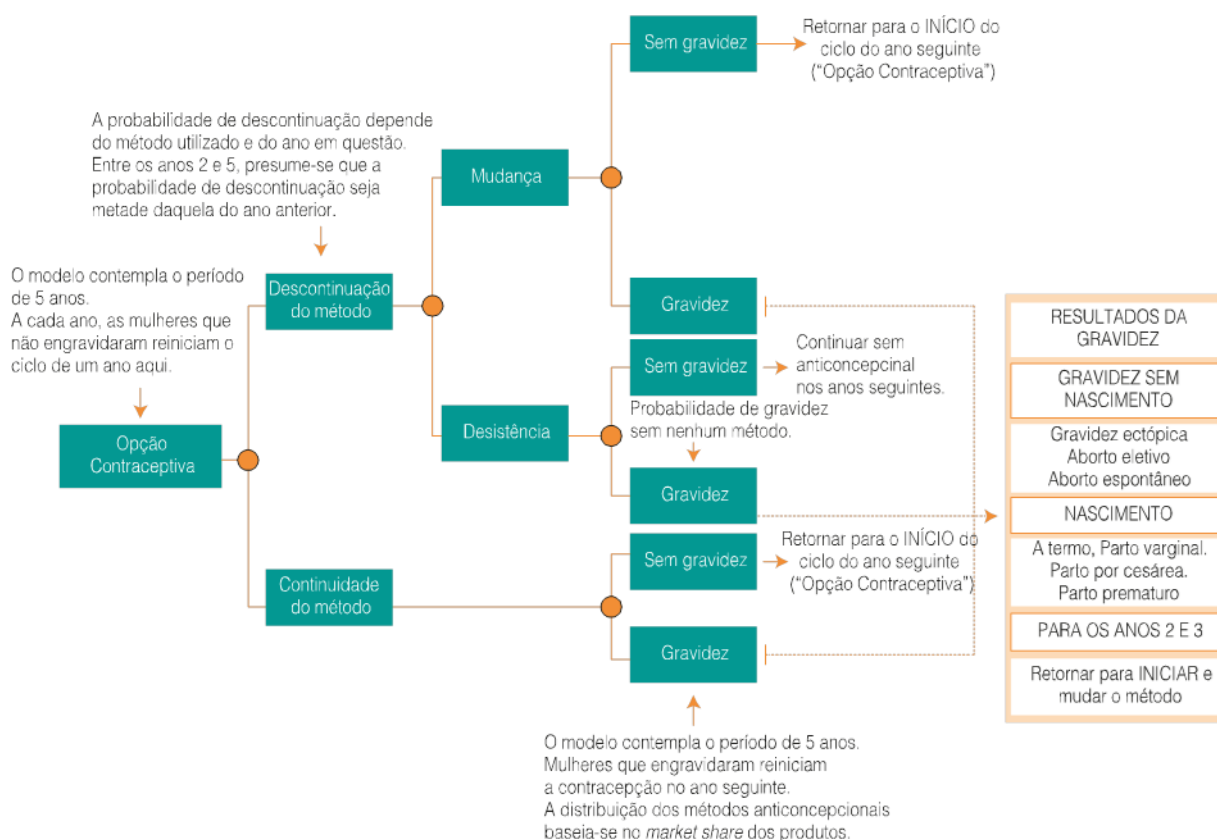 Sem gravidez
Retornar para o INÍCIO do
ciclo do ano seguinte
(“Opção Contraceptiva”)
A probabilidade de descontinuação depende
do método utilizado e do ano em questão.
Entre os anos 2 e 5, presume-se que a
probabilidade de descontinuação seja
metade daquela do ano anterior.
Mudança
O modelo contempla o período
de 5 anos.
A cada ano, as mulheres que
não engravidaram reiniciam o
ciclo de um ano aqui.
Descontinuação
do método
Gravidez
Sem gravidez
Continuar sem
anticoncepcinal
nos anos seguintes.
Probabilidade de gravidez
sem nenhum método.
Desistência
Opção
Contraceptiva
Gravidez
Sem gravidez
Retornar para o INÍCIO do
ciclo do ano seguinte
(“Opção Contraceptiva”)
Continuidade
do método
Gravidez
O modelo contempla o período de 5 anos.
Mulheres que engravidaram reiniciam
a contracepção no ano seguinte.
A distribuição dos métodos anticoncepcionais
baseia-se no market share dos produtos.
RESULTADOS DA
GRAVIDEZ
GRAVIDEZ SEM
NASCIMENTO
Gravidez ectópica
Aborto eletivo
Aborto espontâneo
NASCIMENTO
A termo, Parto varginal.
Parto por cesárea.
Parto prematuro
PARA OS ANOS 2 E 3
Retornar para INICIAR e
mudar o método